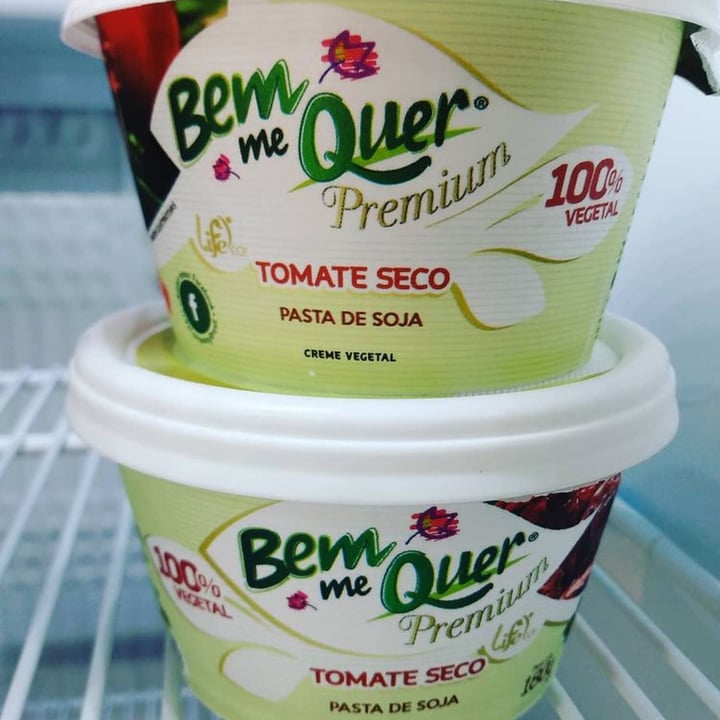 Bem
me Quer®
Premium
100%
VEGETAL
Life
TOMATE SECO
PASTA DE SOJA
CREME VEGETAL
f
Bem
me Quer®
Premium
100%
VEGETAL
Life
TOMATE SECO
180g
PASTA DE SOJA